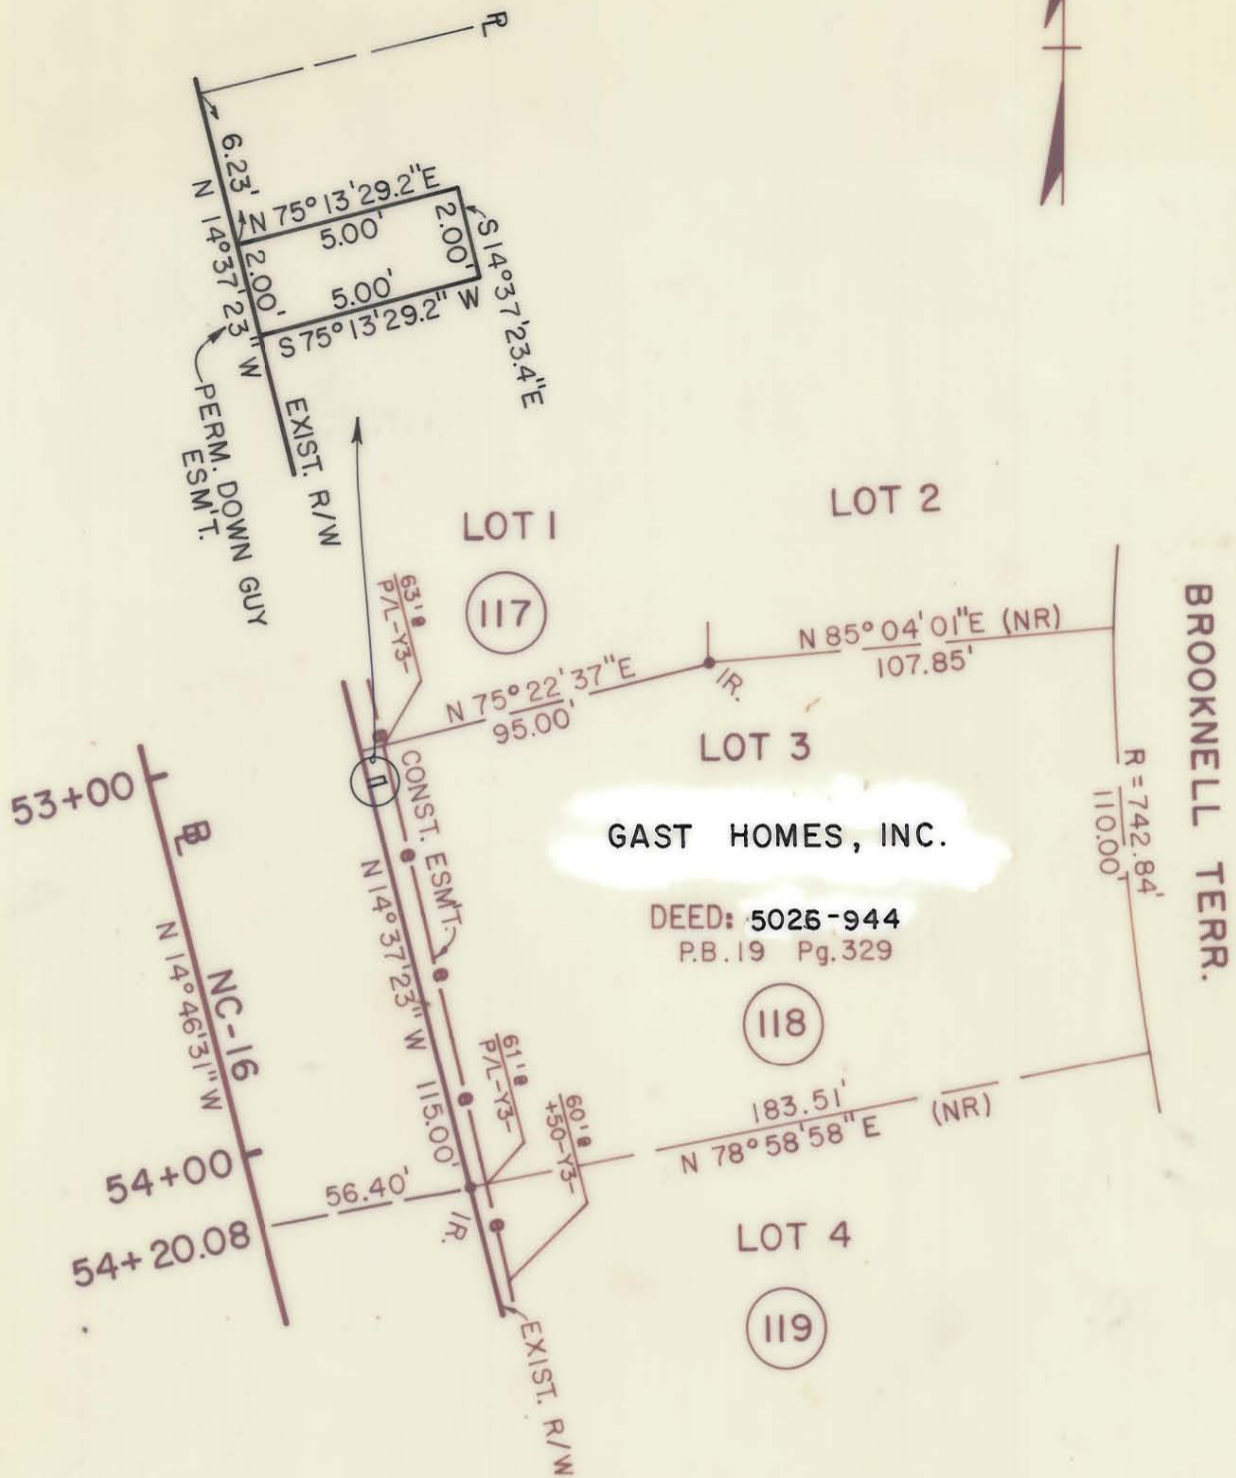 PL
6.23'
N 14°37'23" W
N 75°13'29.2"E
5.00'
2.00'
S 14°37'23.4"E
2.00'
5.00'
S 75°13'29.2" W
PERM. DOWN GUY
ESM'T.
EXIST. R/W
LOT 1
117
LOT 2
63'@
P/L-Y3-
N 75°22'37"E
95.00'
IR.
N 85°04'01"E (NR)
107.85'
BROOKNELL TERR.
R = 742.84'
110.00'
LOT 3
GAST HOMES, INC.
DEED: 5026-944
P.B. 19 Pg. 329
118
CONST. ESM'T.
N 14°37'23" W 115.00'
53+00
BL
NC-16
N 14°46'31" W
54+00
54+20.08
56.40'
IR.
61'@
P/L-Y3-
60'@
+50-Y3-
183.51'
N 78°58'58"E (NR)
LOT 4
119
EXIST. R/W